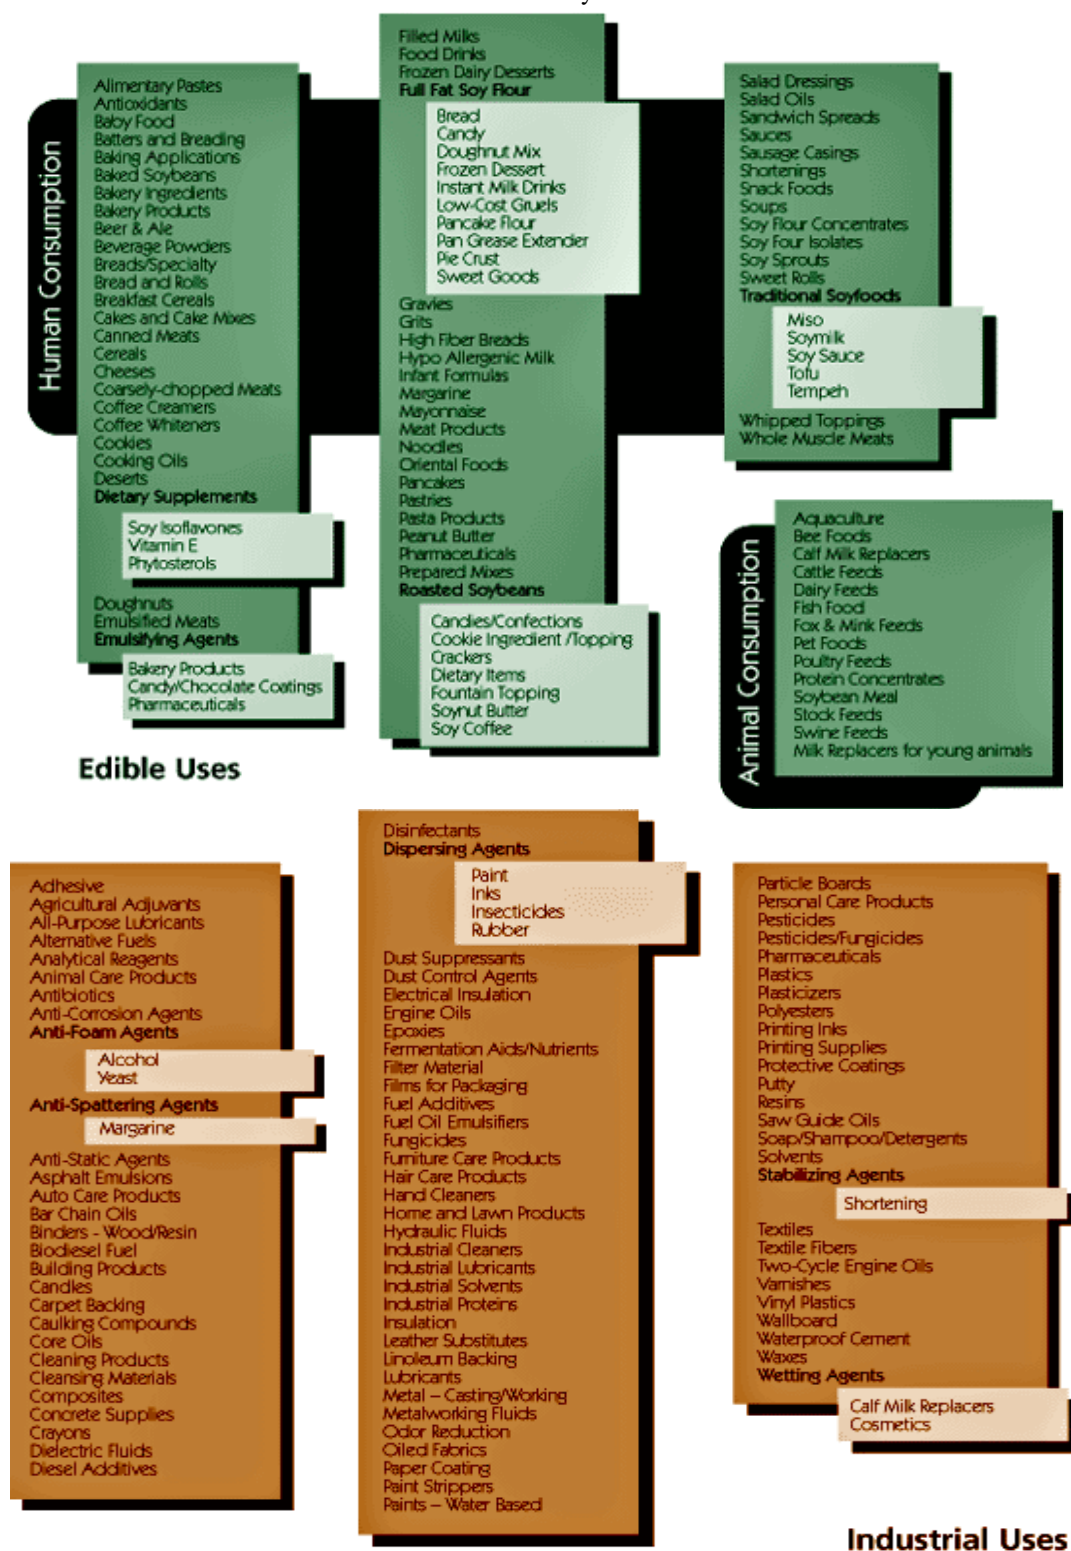 Human Consumption
Alimentary Pastes
Antioxidants
Baby Food
Batters and Breading
Baking Applications
Baked Soybeans
Bakery Ingredients
Bakery Products
Beer & Ale
Beverage Powders
Breads/Specialty
Bread and Rolls
Breakfast Cereals
Cakes and Cake Mixes
Canned Meats
Cereals
Cheeses
Coarsely-chopped Meats
Coffee Creamers
Coffee Whiteners
Cookies
Cooking Oils
Deserts
Dietary Supplements
Soy Isoflavones
Vitamin E
Phytosterols
Doughnuts
Emulsified Meats
Emulsifying Agents
Bakery Products
Candy/Chocolate Coatings
Pharmaceuticals
Filled Milks
Food Drinks
Frozen Dairy Desserts
Full Fat Soy Flour
Bread
Candy
Doughnut Mix
Frozen Dessert
Instant Milk Drinks
Low-Cost Gruels
Pancake Flour
Pan Grease Extender
Pie Crust
Sweet Goods
Gravies
Grits
High Fiber Breads
Hypo Allergenic Milk
Infant Formulas
Margarine
Mayonnaise
Meat Products
Noodles
Oriental Foods
Pancakes
Pastries
Pasta Products
Peanut Butter
Pharmaceuticals
Prepared Mixes
Roasted Soybeans
Candies/Confections
Cookie Ingredient /Topping
Crackers
Dietary Items
Fountain Topping
Soynut Butter
Soy Coffee
Salad Dressings
Salad Oils
Sandwich Spreads
Sauces
Sausage Casings
Shortenings
Snack Foods
Soups
Soy Flour Concentrates
Soy Four Isolates
Soy Sprouts
Sweet Rolls
Traditional Soyfoods
Miso
Soymilk
Soy Sauce
Tofu
Tempeh
Whipped Toppings
Whole Muscle Meats
Animal Consumption
Aquaculture
Bee Foods
Calf Milk Replacers
Cattle Feeds
Dairy Feeds
Fish Food
Fox & Mink Feeds
Pet Foods
Poultry Feeds
Protein Concentrates
Soybean Meal
Stock Feeds
Swine Feeds
Milk Replacers for young animals
Edible Uses
Adhesive
Agricultural Adjuvants
All-Purpose Lubricants
Alternative Fuels
Analytical Reagents
Animal Care Products
Antibiotics
Anti-Corrosion Agents
Anti-Foam Agents
Alcohol
Yeast
Anti-Spattering Agents
Margarine
Anti-Static Agents
Asphalt Emulsions
Auto Care Products
Bar Chain Oils
Binders - Wood/Resin
Biodiesel Fuel
Building Products
Candles
Carpet Backing
Caulking Compounds
Core Oils
Cleaning Products
Cleansing Materials
Composites
Concrete Supplies
Crayons
Dielectric Fluids
Diesel Additives
Disinfectants
Dispersing Agents
Paint
Inks
Insecticides
Rubber
Dust Suppressants
Dust Control Agents
Electrical Insulation
Engine Oils
Epoxies
Fermentation Aids/Nutrients
Filter Material
Films for Packaging
Fuel Additives
Fuel Oil Emulsifiers
Fungicides
Furniture Care Products
Hair Care Products
Hand Cleaners
Home and Lawn Products
Hydraulic Fluids
Industrial Cleaners
Industrial Lubricants
Industrial Solvents
Industrial Proteins
Insulation
Leather Substitutes
Linoleum Backing
Lubricants
Metal – Casting/Working
Metalworking Fluids
Odor Reduction
Oiled Fabrics
Paper Coating
Paint Strippers
Paints – Water Based
Particle Boards
Personal Care Products
Pesticides
Pesticides/Fungicides
Pharmaceuticals
Plastics
Plasticizers
Polyesters
Printing Inks
Printing Supplies
Protective Coatings
Putty
Resins
Saw Guide Oils
Soap/Shampoo/Detergents
Solvents
Stabilizing Agents
Shortening
Textiles
Textile Fibers
Two-Cycle Engine Oils
Varnishes
Vinyl Plastics
Wallboard
Waterproof Cement
Waxes
Wetting Agents
Calf Milk Replacers
Cosmetics
Industrial Uses